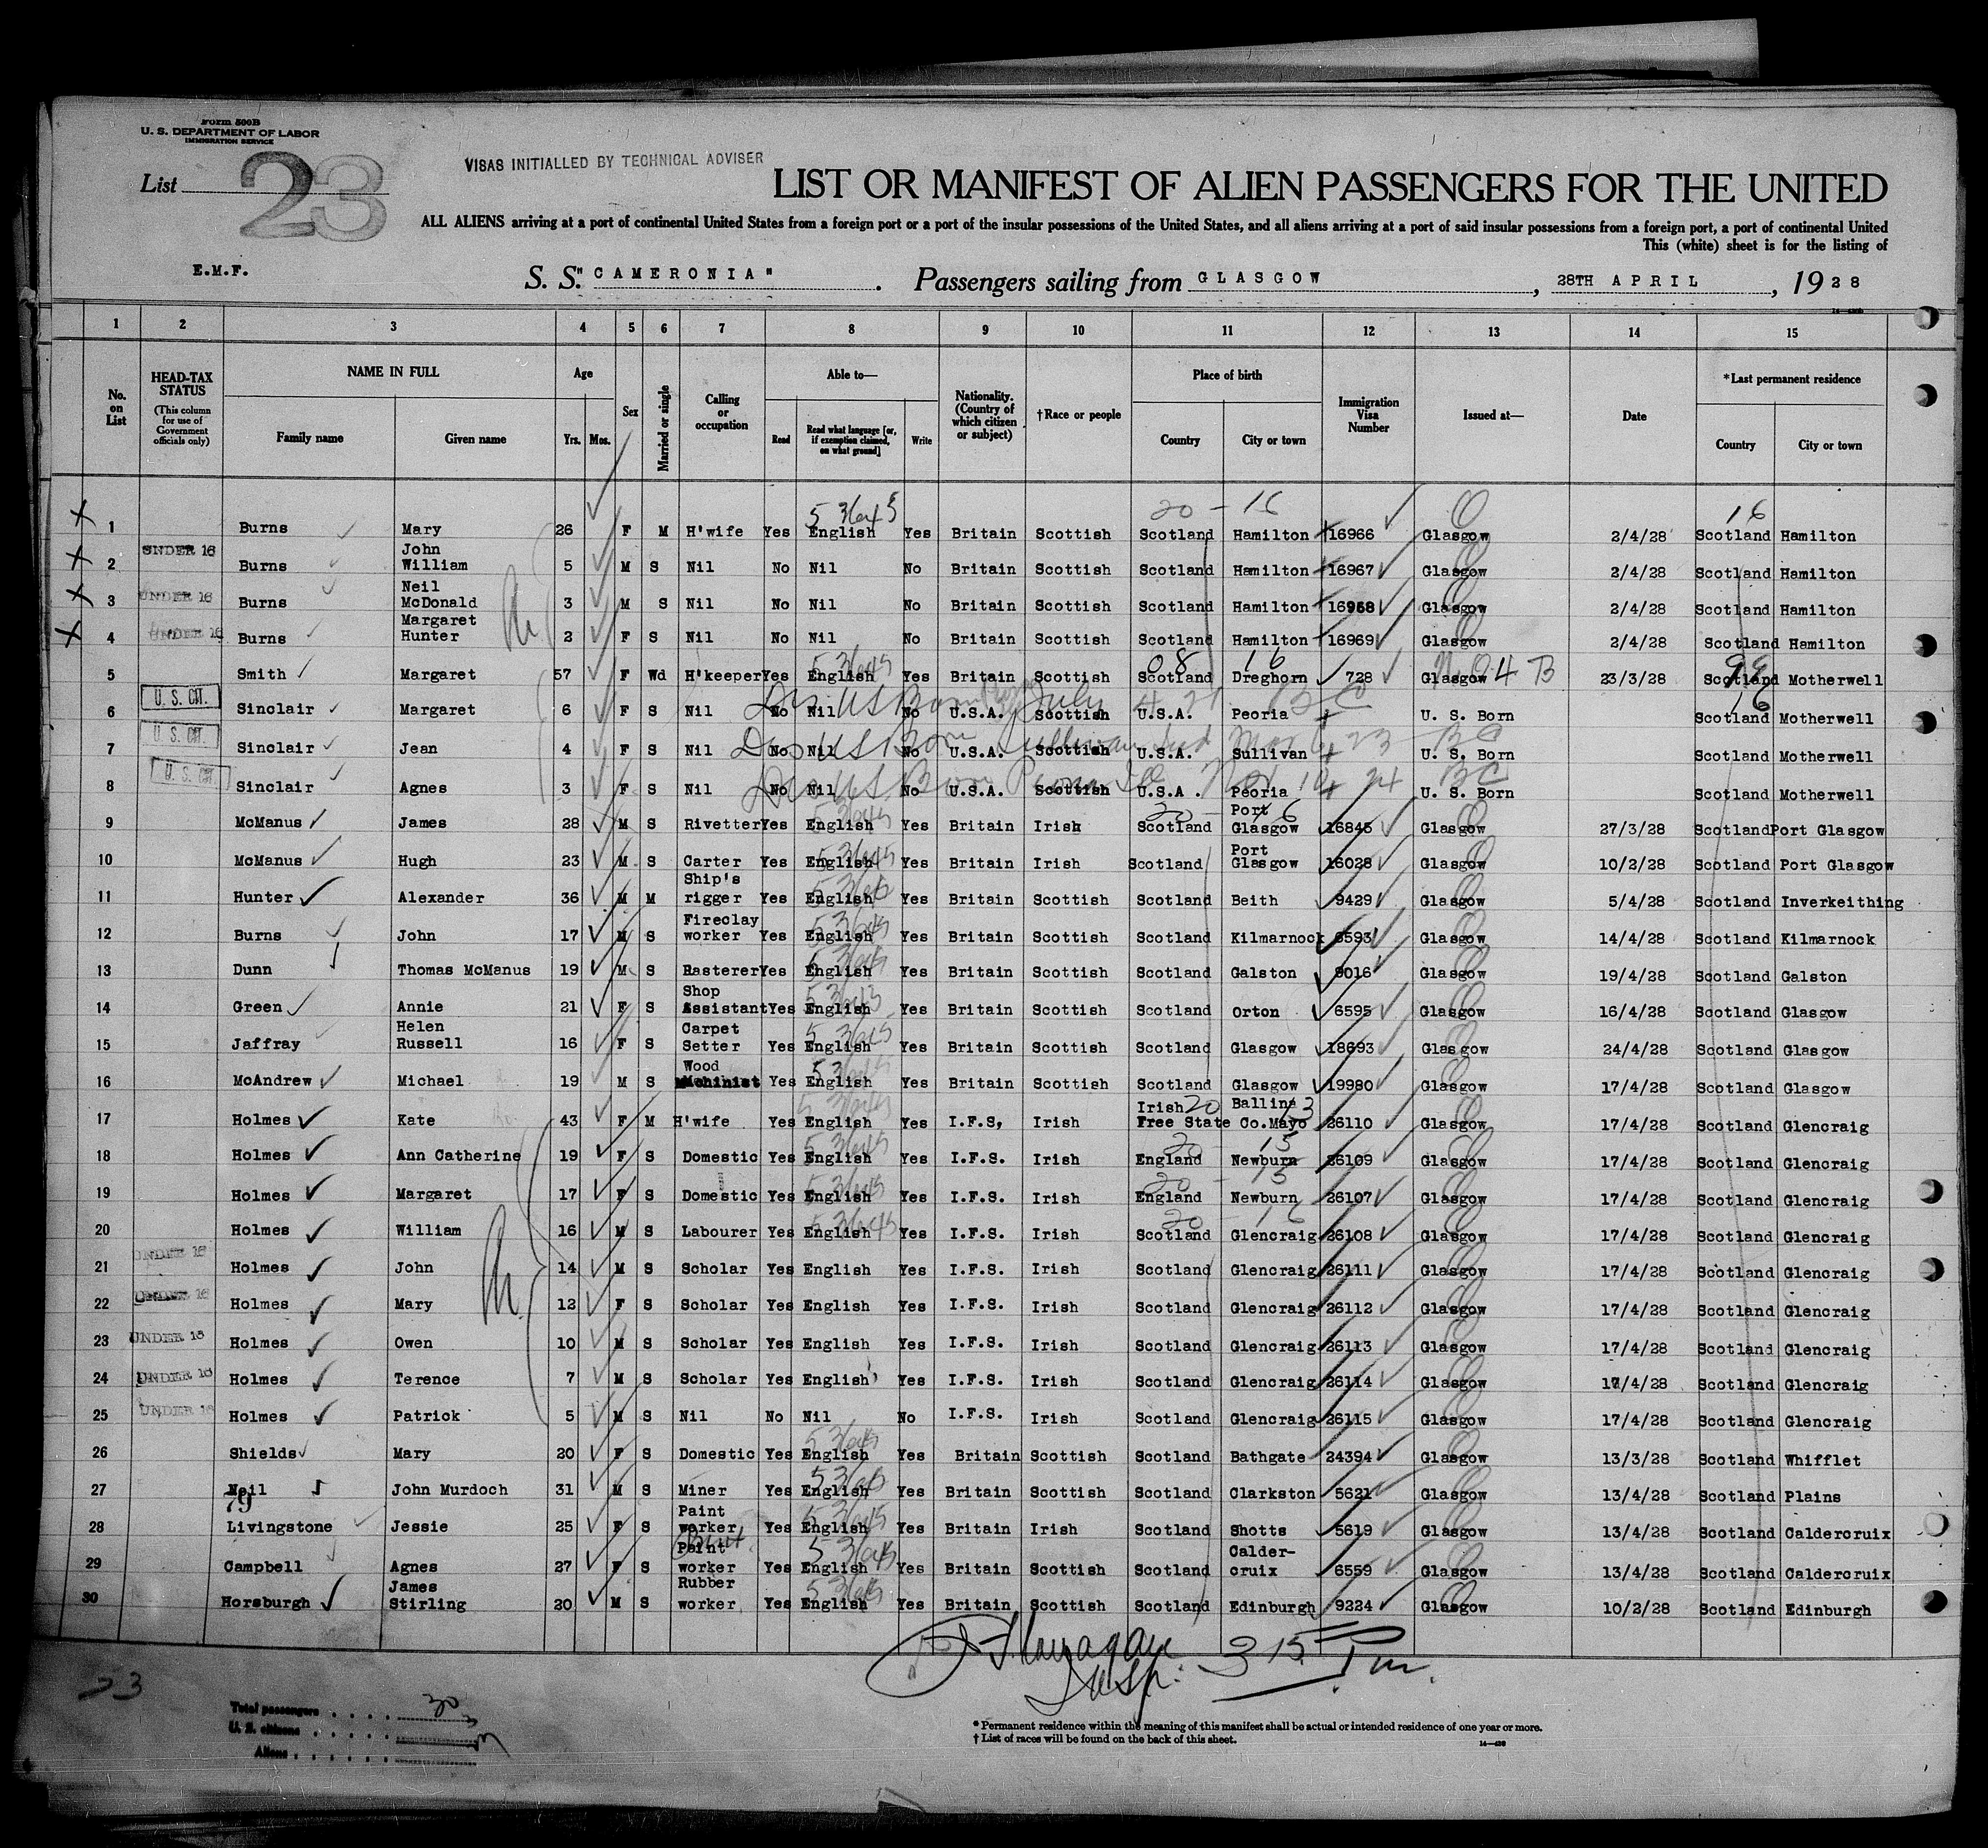 Form 500B
U. S. DEPARTMENT OF LABOR
IMMIGRATION SERVICE
VISAS INITIALLED BY TECHNICAL ADVISER
List 23
LIST OR MANIFEST OF ALIEN PASSENGERS FOR THE UNITED
ALL ALIENS arriving at a port of continental United States from a foreign port or a port of the insular possessions of the United States, and all aliens arriving at a port of said insular possessions from a foreign port, a port of continental United
This (white) sheet is for the listing of
E.M.F.
S. S. "CAMERONIA". Passengers sailing from GLASGOW, 28TH APRIL, 1928
1 2 3 4 5 6 7 8 9 10 11 12 13 14 15
No. on List
HEAD-TAX STATUS
(This column for use of Government officials only)
NAME IN FULL
Family name Given name
Age
Yrs. Mos.
Sex
Married or single
Calling or occupation
Able to—
Read
Read what language [or, if exemption claimed, on what ground]
Write
Nationality. (Country of which citizen or subject)
†Race or people
Place of birth
Country City or town
Immigration Visa Number
Issued at—
Date
*Last permanent residence
Country City or town
53645 20 - 16 16
1 Burns Mary 26 F M H'wife Yes English Yes Britain Scottish Scotland Hamilton 16966 Glasgow 2/4/28 Scotland Hamilton
2 UNDER 16 Burns John William 5 M S Nil No Nil No Britain Scottish Scotland Hamilton 16967 Glasgow 2/4/28 Scotland Hamilton
3 UNDER 16 Burns Neil McDonald 3 M S Nil No Nil No Britain Scottish Scotland Hamilton 16968 Glasgow 2/4/28 Scotland Hamilton
4 UNDER 16 Burns Margaret Hunter 2 F S Nil No Nil No Britain Scottish Scotland Hamilton 16969 Glasgow 2/4/28 Scotland Hamilton
53645 08 16
5 Smith Margaret 57 F Wd H'keeper Yes English Yes Britain Scottish Scotland Dreghorn 728 Glasgow 23/3/28 Scotland Motherwell
6 U. S. CIT. Sinclair Margaret 6 F S Nil No Nil No U.S.A. Scottish U.S.A. Peoria U. S. Born Scotland Motherwell
7 U. S. CIT. Sinclair Jean 4 F S Nil No Nil No U.S.A. Scottish U.S.A. Sullivan U. S. Born Scotland Motherwell
8 U. S. CIT. Sinclair Agnes 3 F S Nil No Nil No U.S.A. Scottish U.S.A. Peoria U. S. Born Scotland Motherwell
9 McManus James 28 M S Rivetter Yes English Yes Britain Irish Scotland Port Glasgow 16845 Glasgow 27/3/28 Scotland Port Glasgow
10 McManus Hugh 23 M S Carter Yes English Yes Britain Irish Scotland Port Glasgow 16028 Glasgow 10/2/28 Scotland Port Glasgow
11 Hunter Alexander 36 M M Ship's rigger Yes English Yes Britain Scottish Scotland Beith 9429 Glasgow 5/4/28 Scotland Inverkeithing
12 Burns John 17 M S Fireclay worker Yes English Yes Britain Scottish Scotland Kilmarnock 6593 Glasgow 14/4/28 Scotland Kilmarnock
13 Dunn Thomas McManus 19 M S Rasterer Yes English Yes Britain Scottish Scotland Galston 9016 Glasgow 19/4/28 Scotland Galston
14 Green Annie 21 F S Shop Assistant Yes English Yes Britain Scottish Scotland Orton 6595 Glasgow 16/4/28 Scotland Glasgow
15 Jaffray Helen Russell 16 F S Carpet Setter Yes English Yes Britain Scottish Scotland Glasgow 18693 Glasgow 24/4/28 Scotland Glasgow
16 McAndrew Michael 19 M S Wood Machinist Yes English Yes Britain Scottish Scotland Glasgow 19980 Glasgow 17/4/28 Scotland Glasgow
17 Holmes Kate 43 F M H'wife Yes English Yes I.F.S, Irish Irish Free State Ballina Co.Mayo 26110 Glasgow 17/4/28 Scotland Glencraig
18 Holmes Ann Catherine 19 F S Domestic Yes English Yes I.F.S. Irish England Newburn 26109 Glasgow 17/4/28 Scotland Glencraig
19 Holmes Margaret 17 F S Domestic Yes English Yes I.F.S. Irish England Newburn 26107 Glasgow 17/4/28 Scotland Glencraig
20 Holmes William 16 M S Labourer Yes English Yes I.F.S. Irish Scotland Glencraig 26108 Glasgow 17/4/28 Scotland Glencraig
21 UNDER 16 Holmes John 14 M S Scholar Yes English Yes I.F.S. Irish Scotland Glencraig 26111 Glasgow 17/4/28 Scotland Glencraig
22 UNDER 16 Holmes Mary 12 F S Scholar Yes English Yes I.F.S. Irish Scotland Glencraig 26112 Glasgow 17/4/28 Scotland Glencraig
23 UNDER 16 Holmes Owen 10 M S Scholar Yes English Yes I.F.S. Irish Scotland Glencraig 26113 Glasgow 17/4/28 Scotland Glencraig
24 UNDER 16 Holmes Terence 7 M S Scholar Yes English Yes I.F.S. Irish Scotland Glencraig 26114 Glasgow 17/4/28 Scotland Glencraig
25 UNDER 16 Holmes Patrick 5 M S Nil No Nil No I.F.S. Irish Scotland Glencraig 26115 Glasgow 17/4/28 Scotland Glencraig
26 Shields Mary 20 F S Domestic Yes English Yes Britain Scottish Scotland Bathgate 24394 Glasgow 13/3/28 Scotland Whifflet
27 Neil John Murdoch 31 M S Miner Yes English Yes Britain Scottish Scotland Clarkston 5621 Glasgow 13/4/28 Scotland Plains
79
28 Livingstone Jessie 25 F S Paint worker Yes English Yes Britain Irish Scotland Shotts 5619 Glasgow 13/4/28 Scotland Caldercruix
29 Campbell Agnes 27 F S Paint worker Yes English Yes Britain Scottish Scotland Caldercruix 6559 Glasgow 13/4/28 Scotland Caldercruix
30 Horsburgh James Stirling 20 M S Rubber worker Yes English Yes Britain Scottish Scotland Edinburgh 9224 Glasgow 10/2/28 Scotland Edinburgh
Insp. 3 15 Pm.
23
Total passengers 30
U. S. citizens 3
Aliens
* Permanent residence within the meaning of this manifest shall be actual or intended residence of one year or more.
† List of races will be found on the back of this sheet.